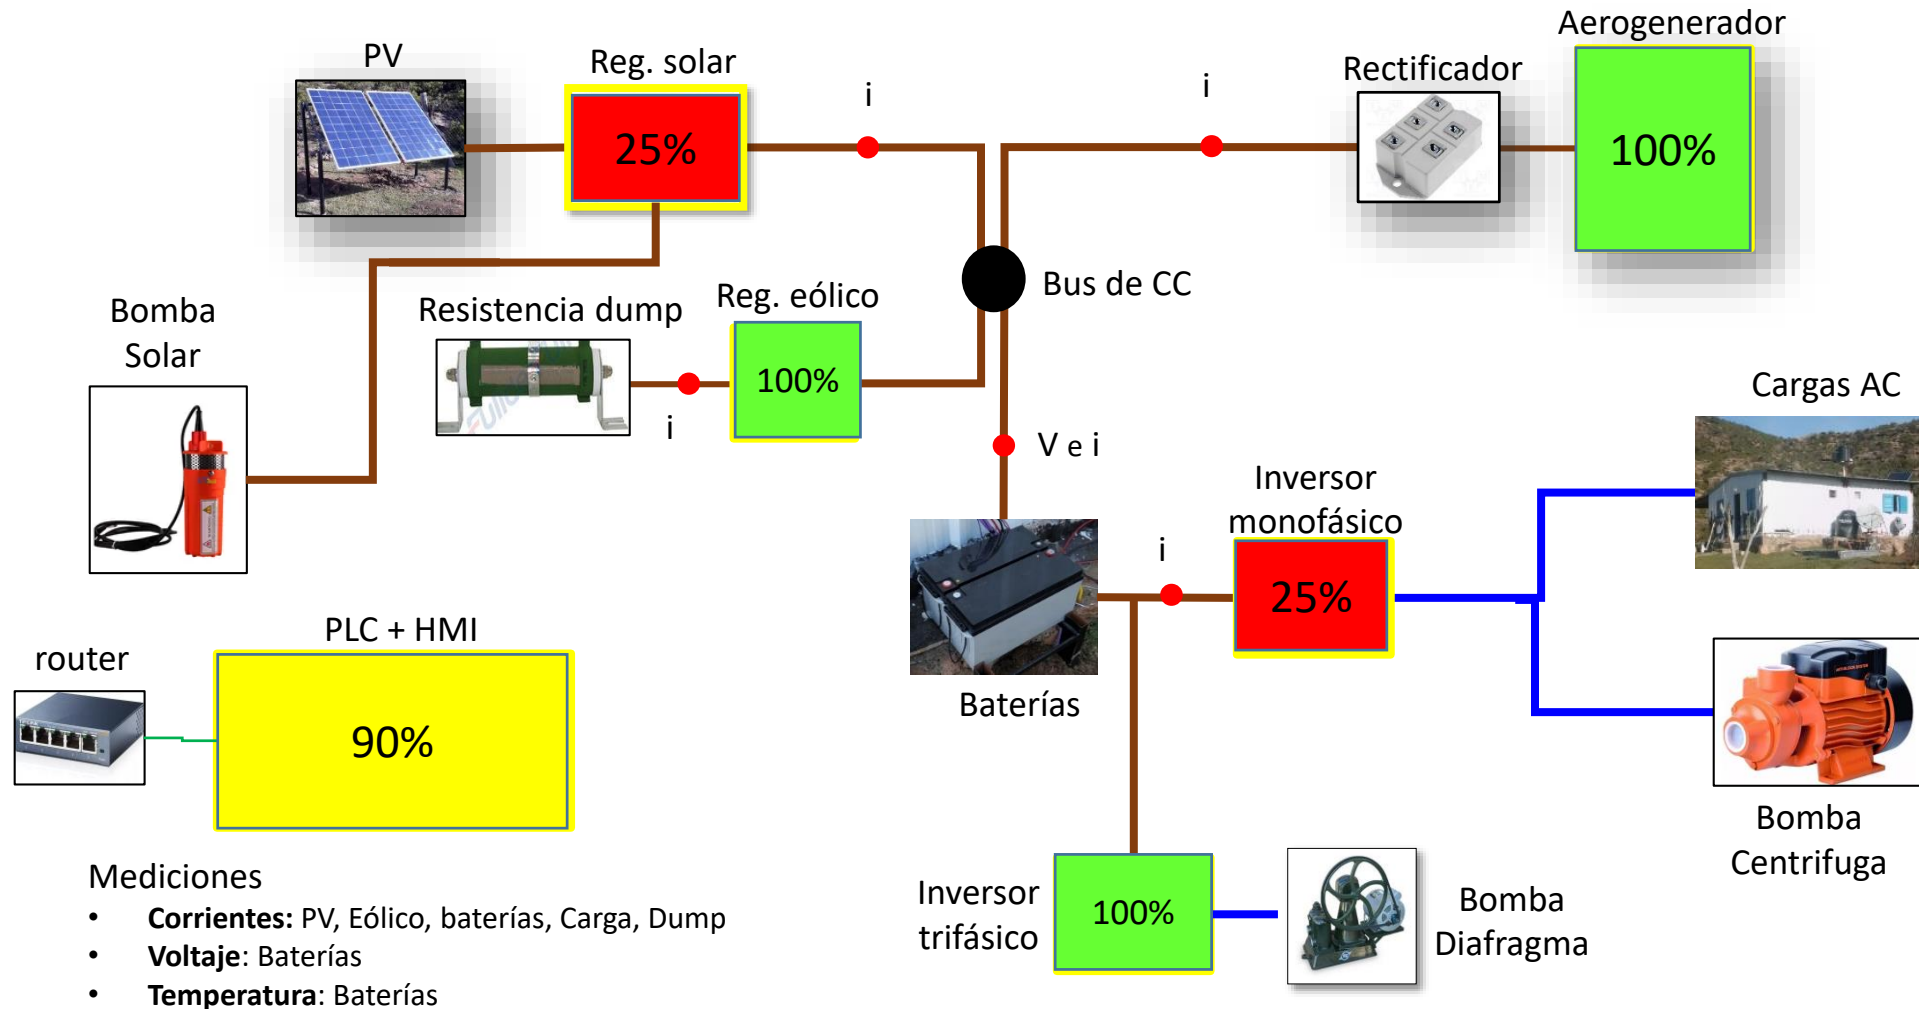 Aerogenerador
PV
Reg. solar
Rectificador
i
i
25%
100%
Bus de CC
Bomba
Solar
Resistencia dump
Reg. eólico
100%
i
V e i
Cargas AC
Inversor
monofásico
i
25%
Baterías
PLC + HMI
router
90%
Bomba
Centrifuga
Inversor
trifásico
100%
Bomba
Diafragma
Mediciones
• Corrientes: PV, Eólico, baterías, Carga, Dump
• Voltaje: Baterías
• Temperatura: Baterías